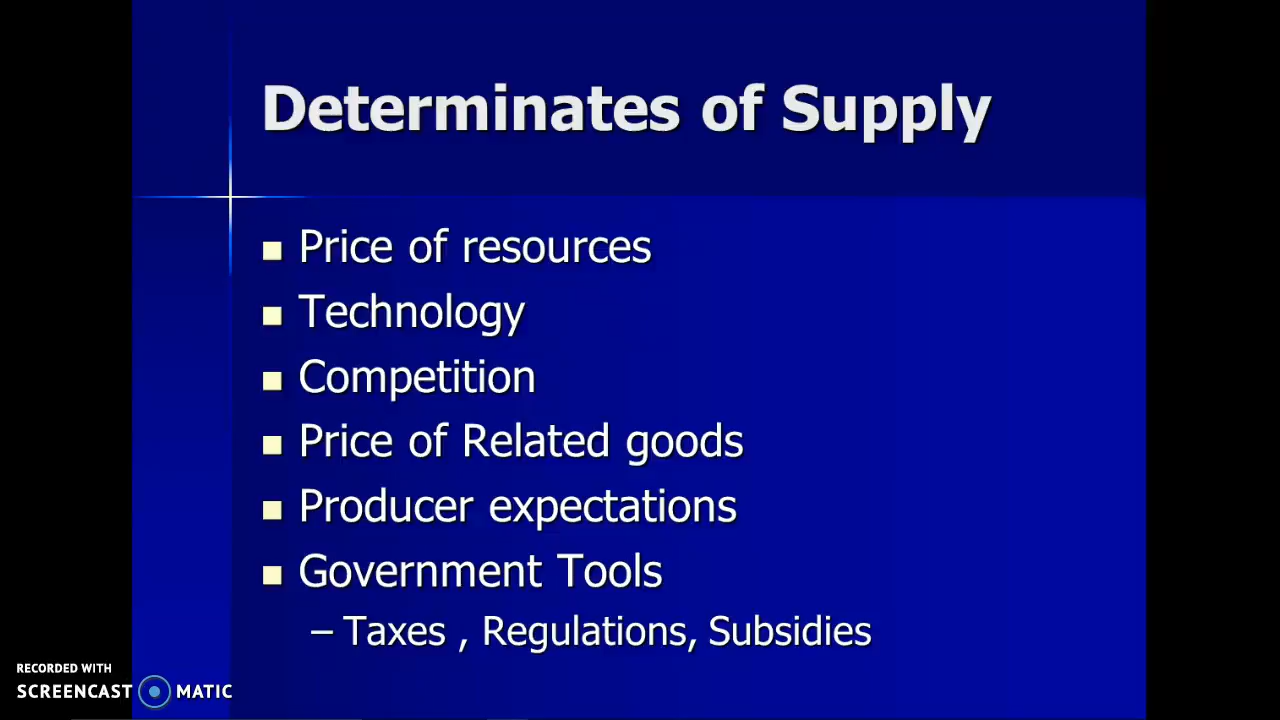 Determinates of Supply
Price of resources
Technology
Competition
Price of Related goods
Producer expectations
Government Tools
– Taxes , Regulations, Subsidies
RECORDED WITH
SCREENCAST MATIC